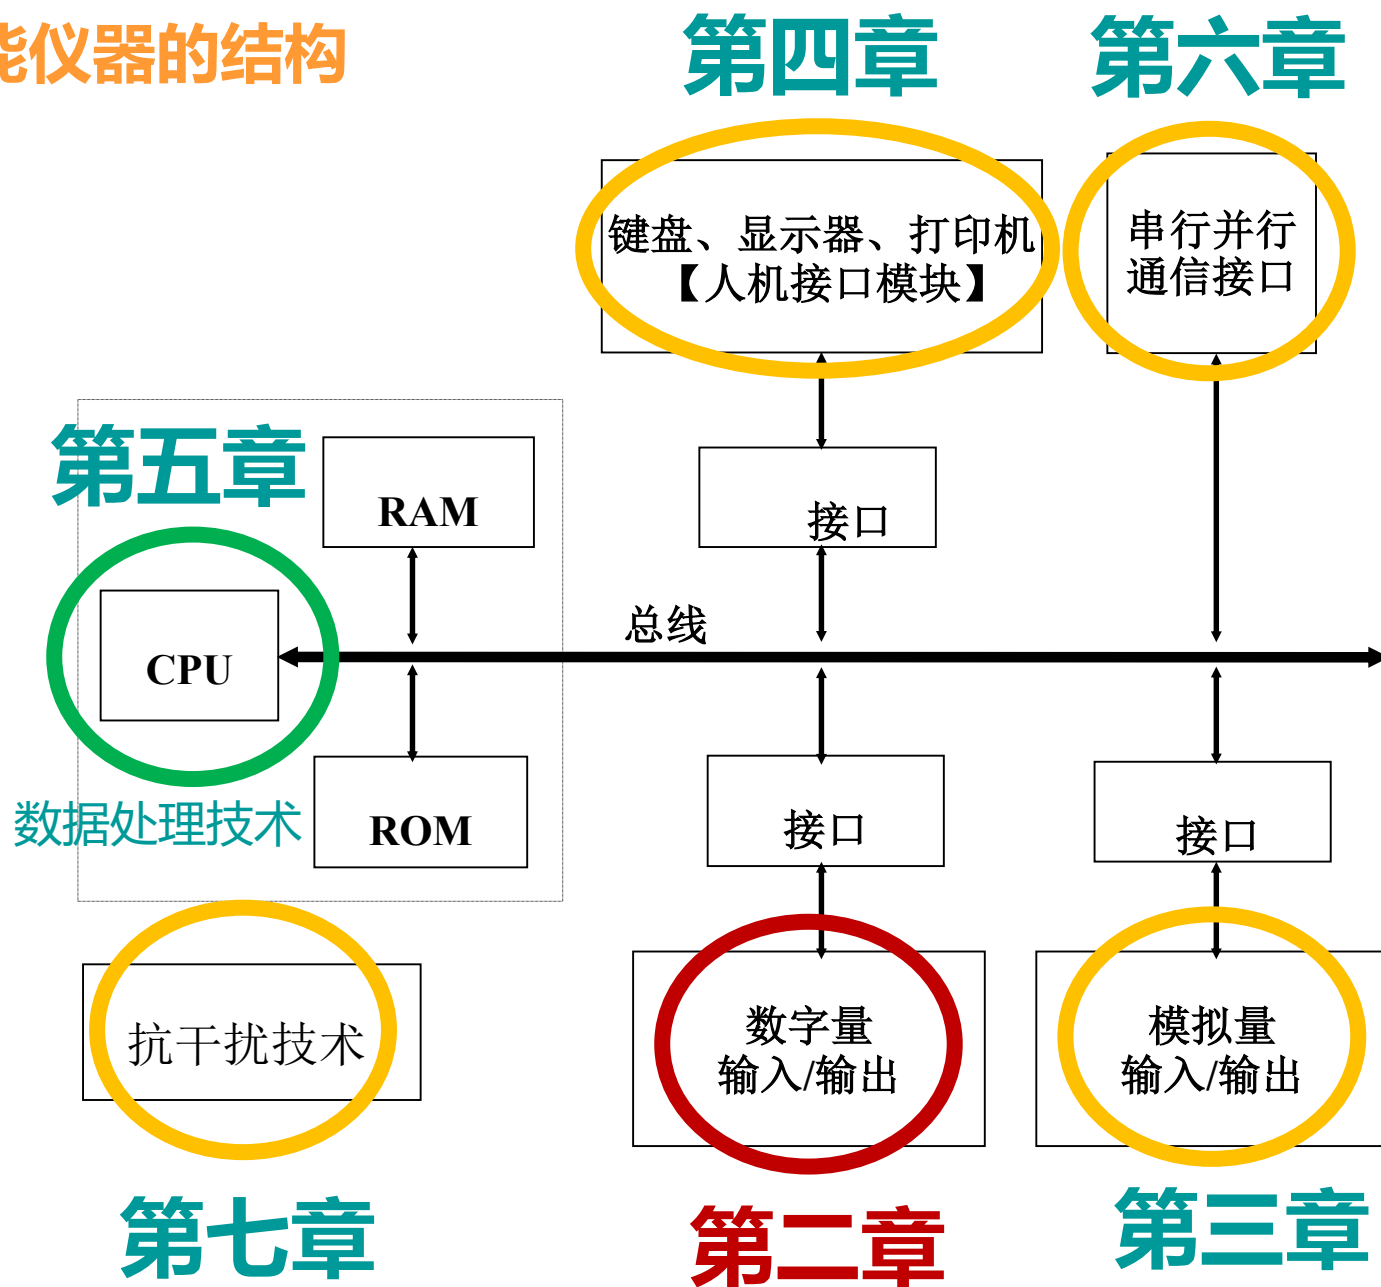 能仪器的结构
第四章
第六章
键盘、显示器、打印机
【人机接口模块】
串行并行
通信接口
第五章
RAM
接口
CPU
总线
数据处理技术
ROM
接口
接口
抗干扰技术
数字量
输入/输出
模拟量
输入/输出
第七章
第二章
第三章